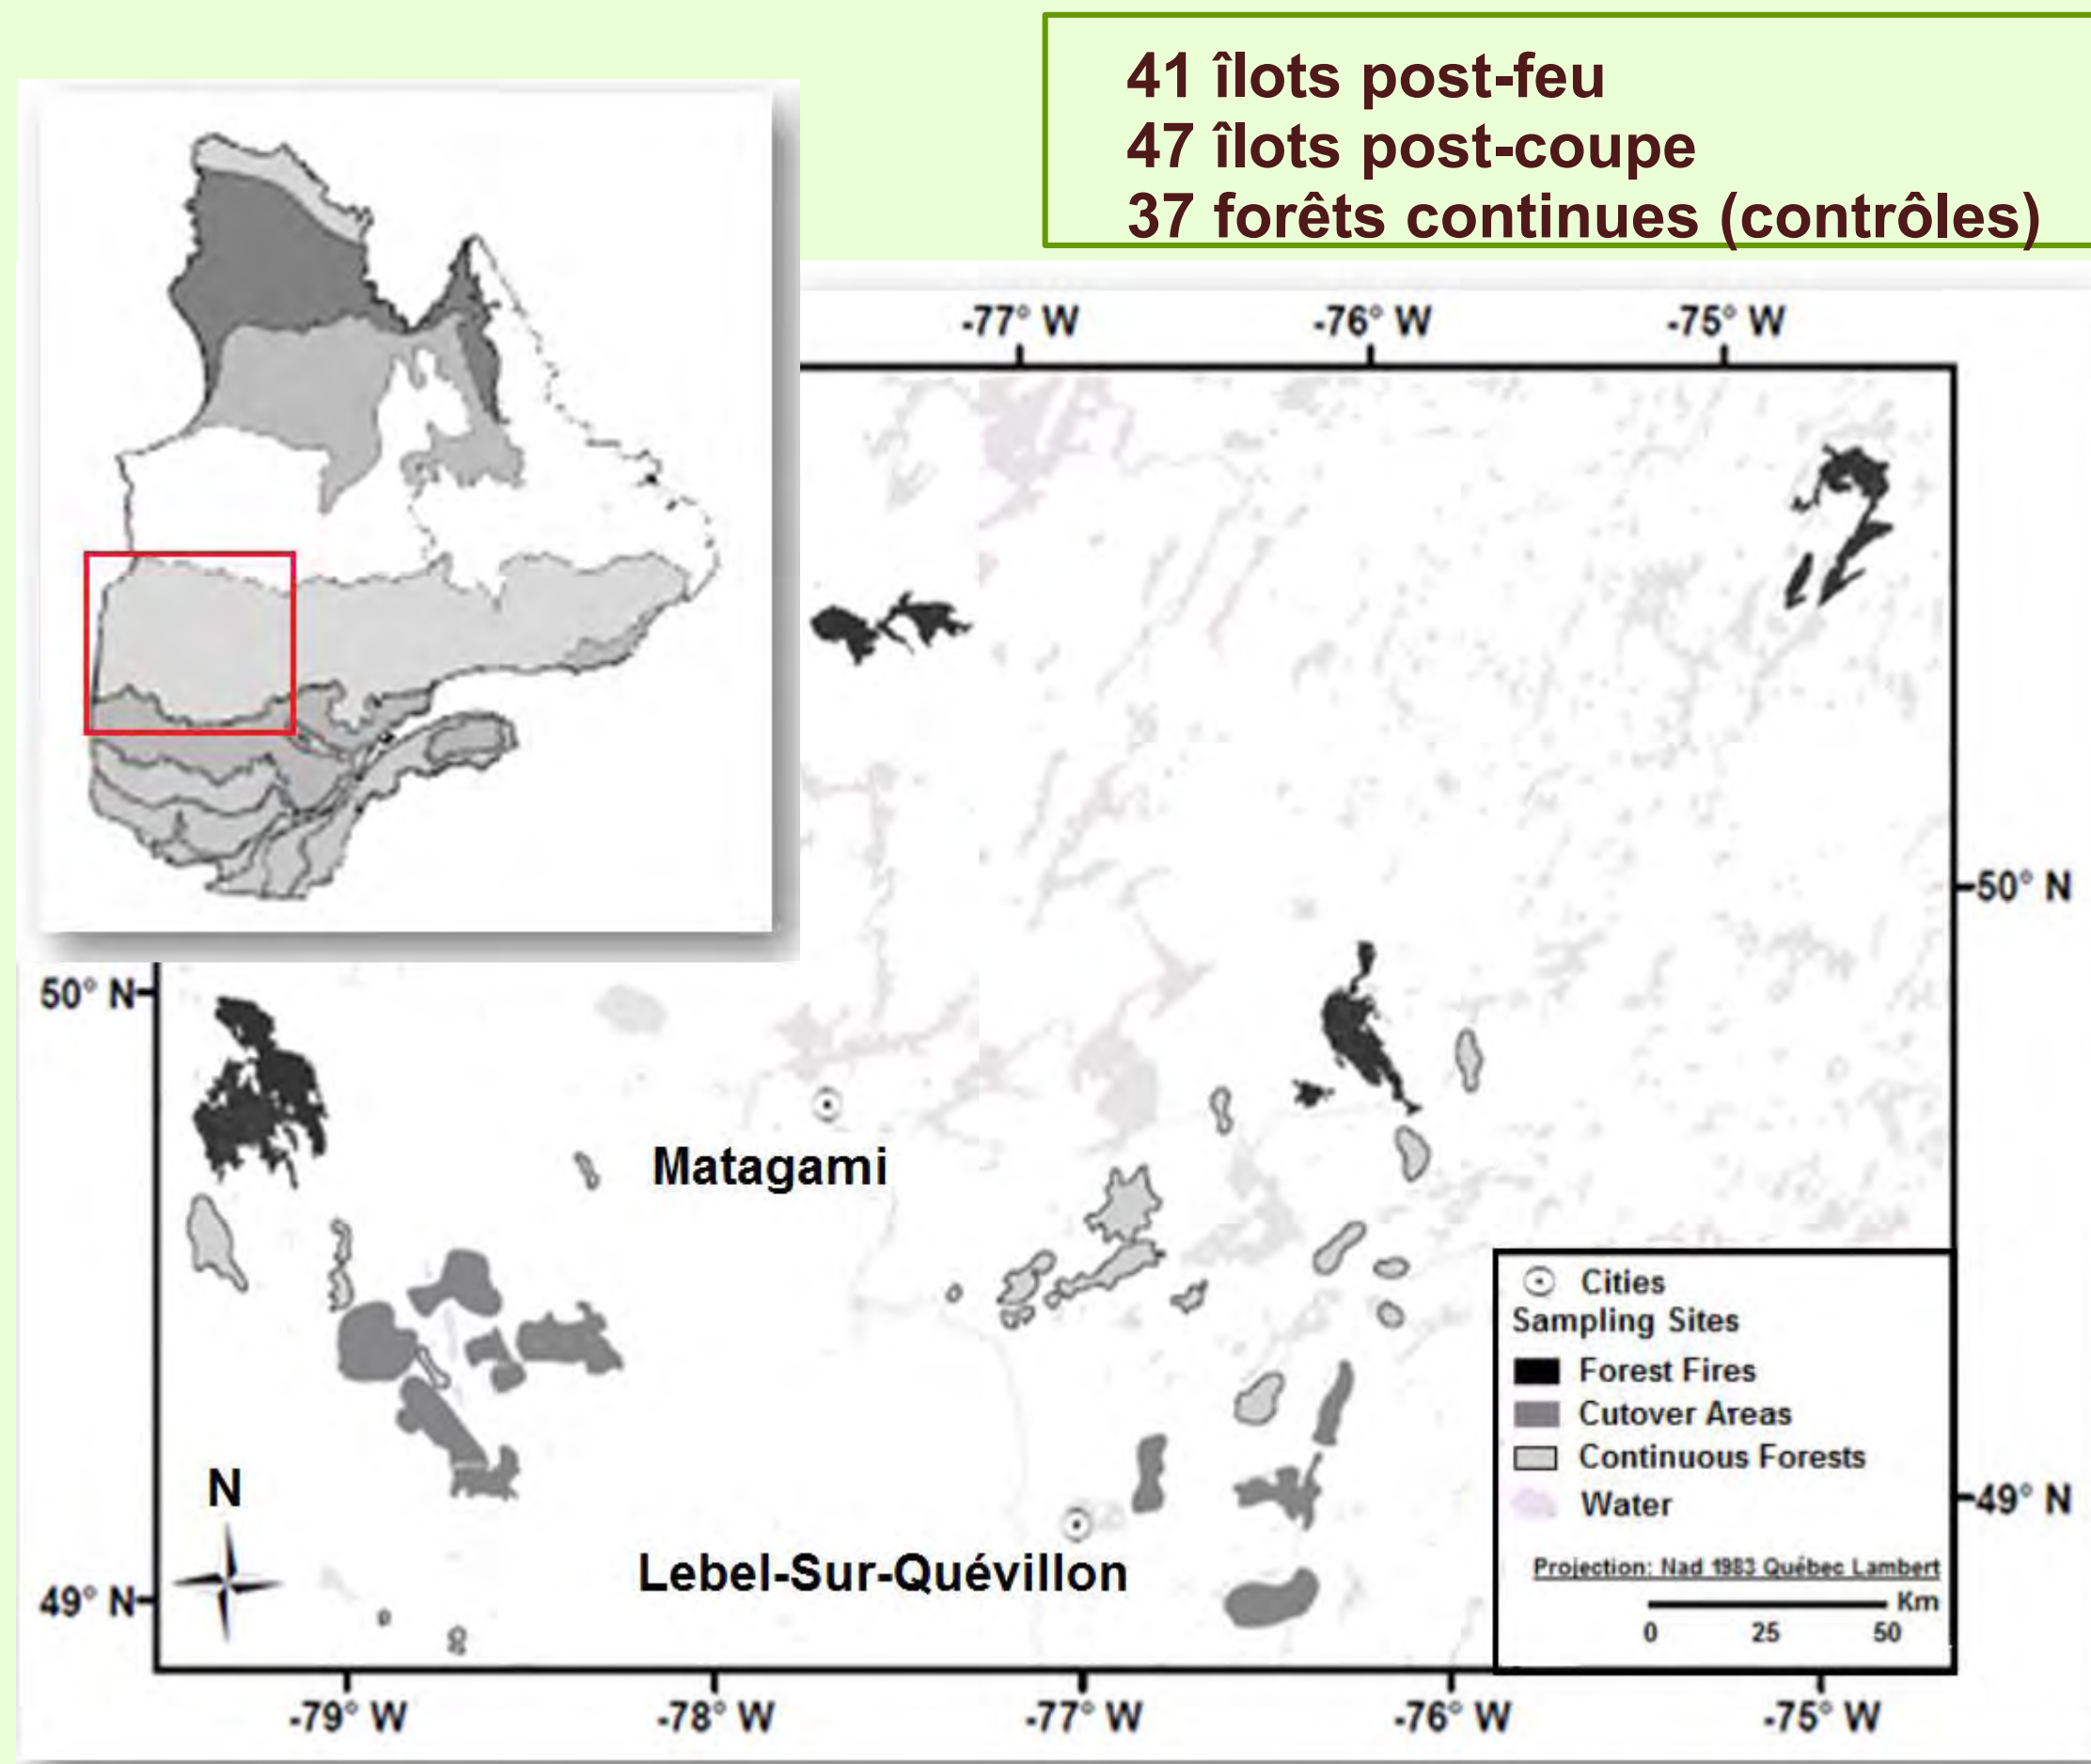 41 îlots post-feu
47 îlots post-coupe
37 forêts continues (contrôles)
-77° W
-76° W
-75° W
50° N
50° N
Matagami
Cities
Sampling Sites
Forest Fires
Cutover Areas
Continuous Forests
Water
N
49° N
Lebel-Sur-Quévillon
Projection: Nad 1983 Québec Lambert
Km
0 25 50
49° N
-79° W
-78° W
-77° W
-76° W
-75° W